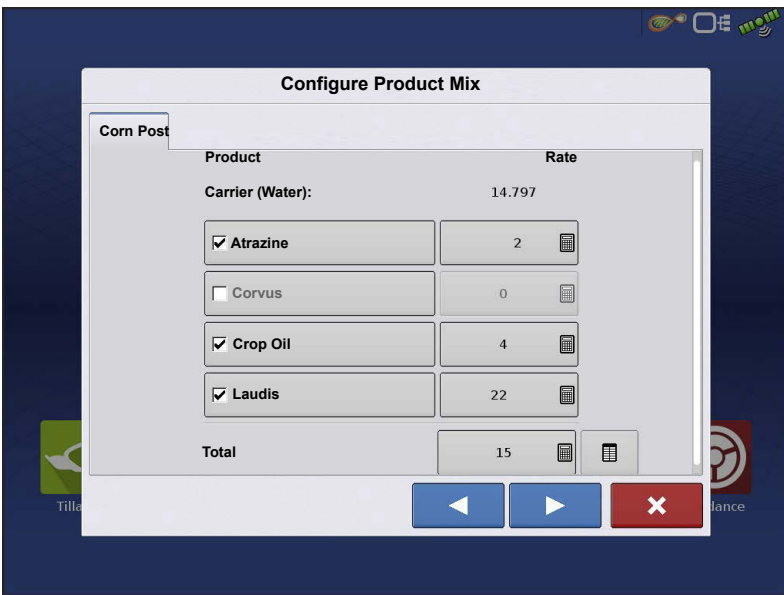 Configure Product Mix
Corn Post
Product Rate
Carrier (Water): 14.797
Atrazine 2
Corvus 0
Crop Oil 4
Laudis 22
Total 15
Tilla
lance